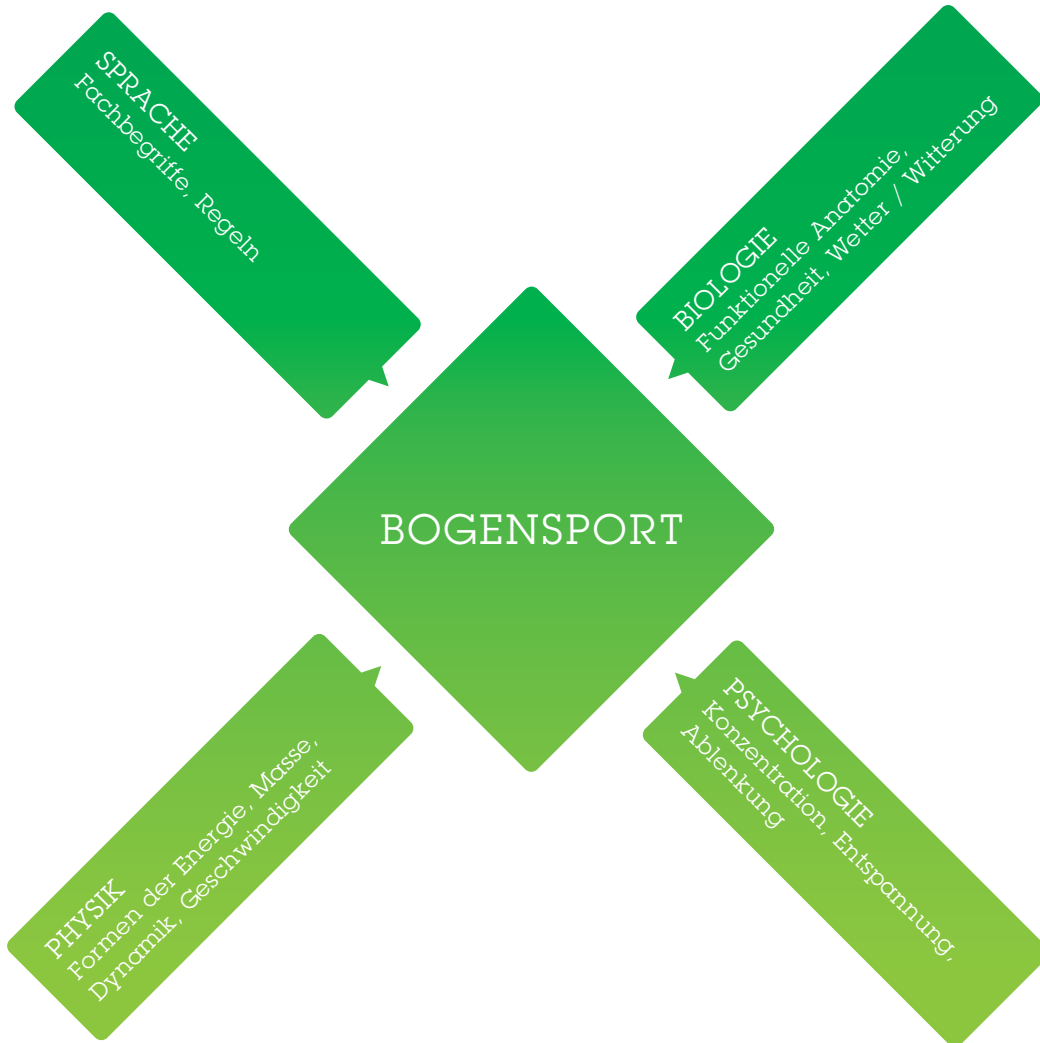 SPRACHE
Fachbegriffe, Regeln
BIOLOGIE
Funktionelle Anatomie,
Gesundheit, Wetter / Witterung
BOGENSPORT
PHYSIK
Formen der Energie, Masse,
Dynamik, Geschwindigkeit
PSYCHOLOGIE
Konzentration, Entspannung,
Ablenkung